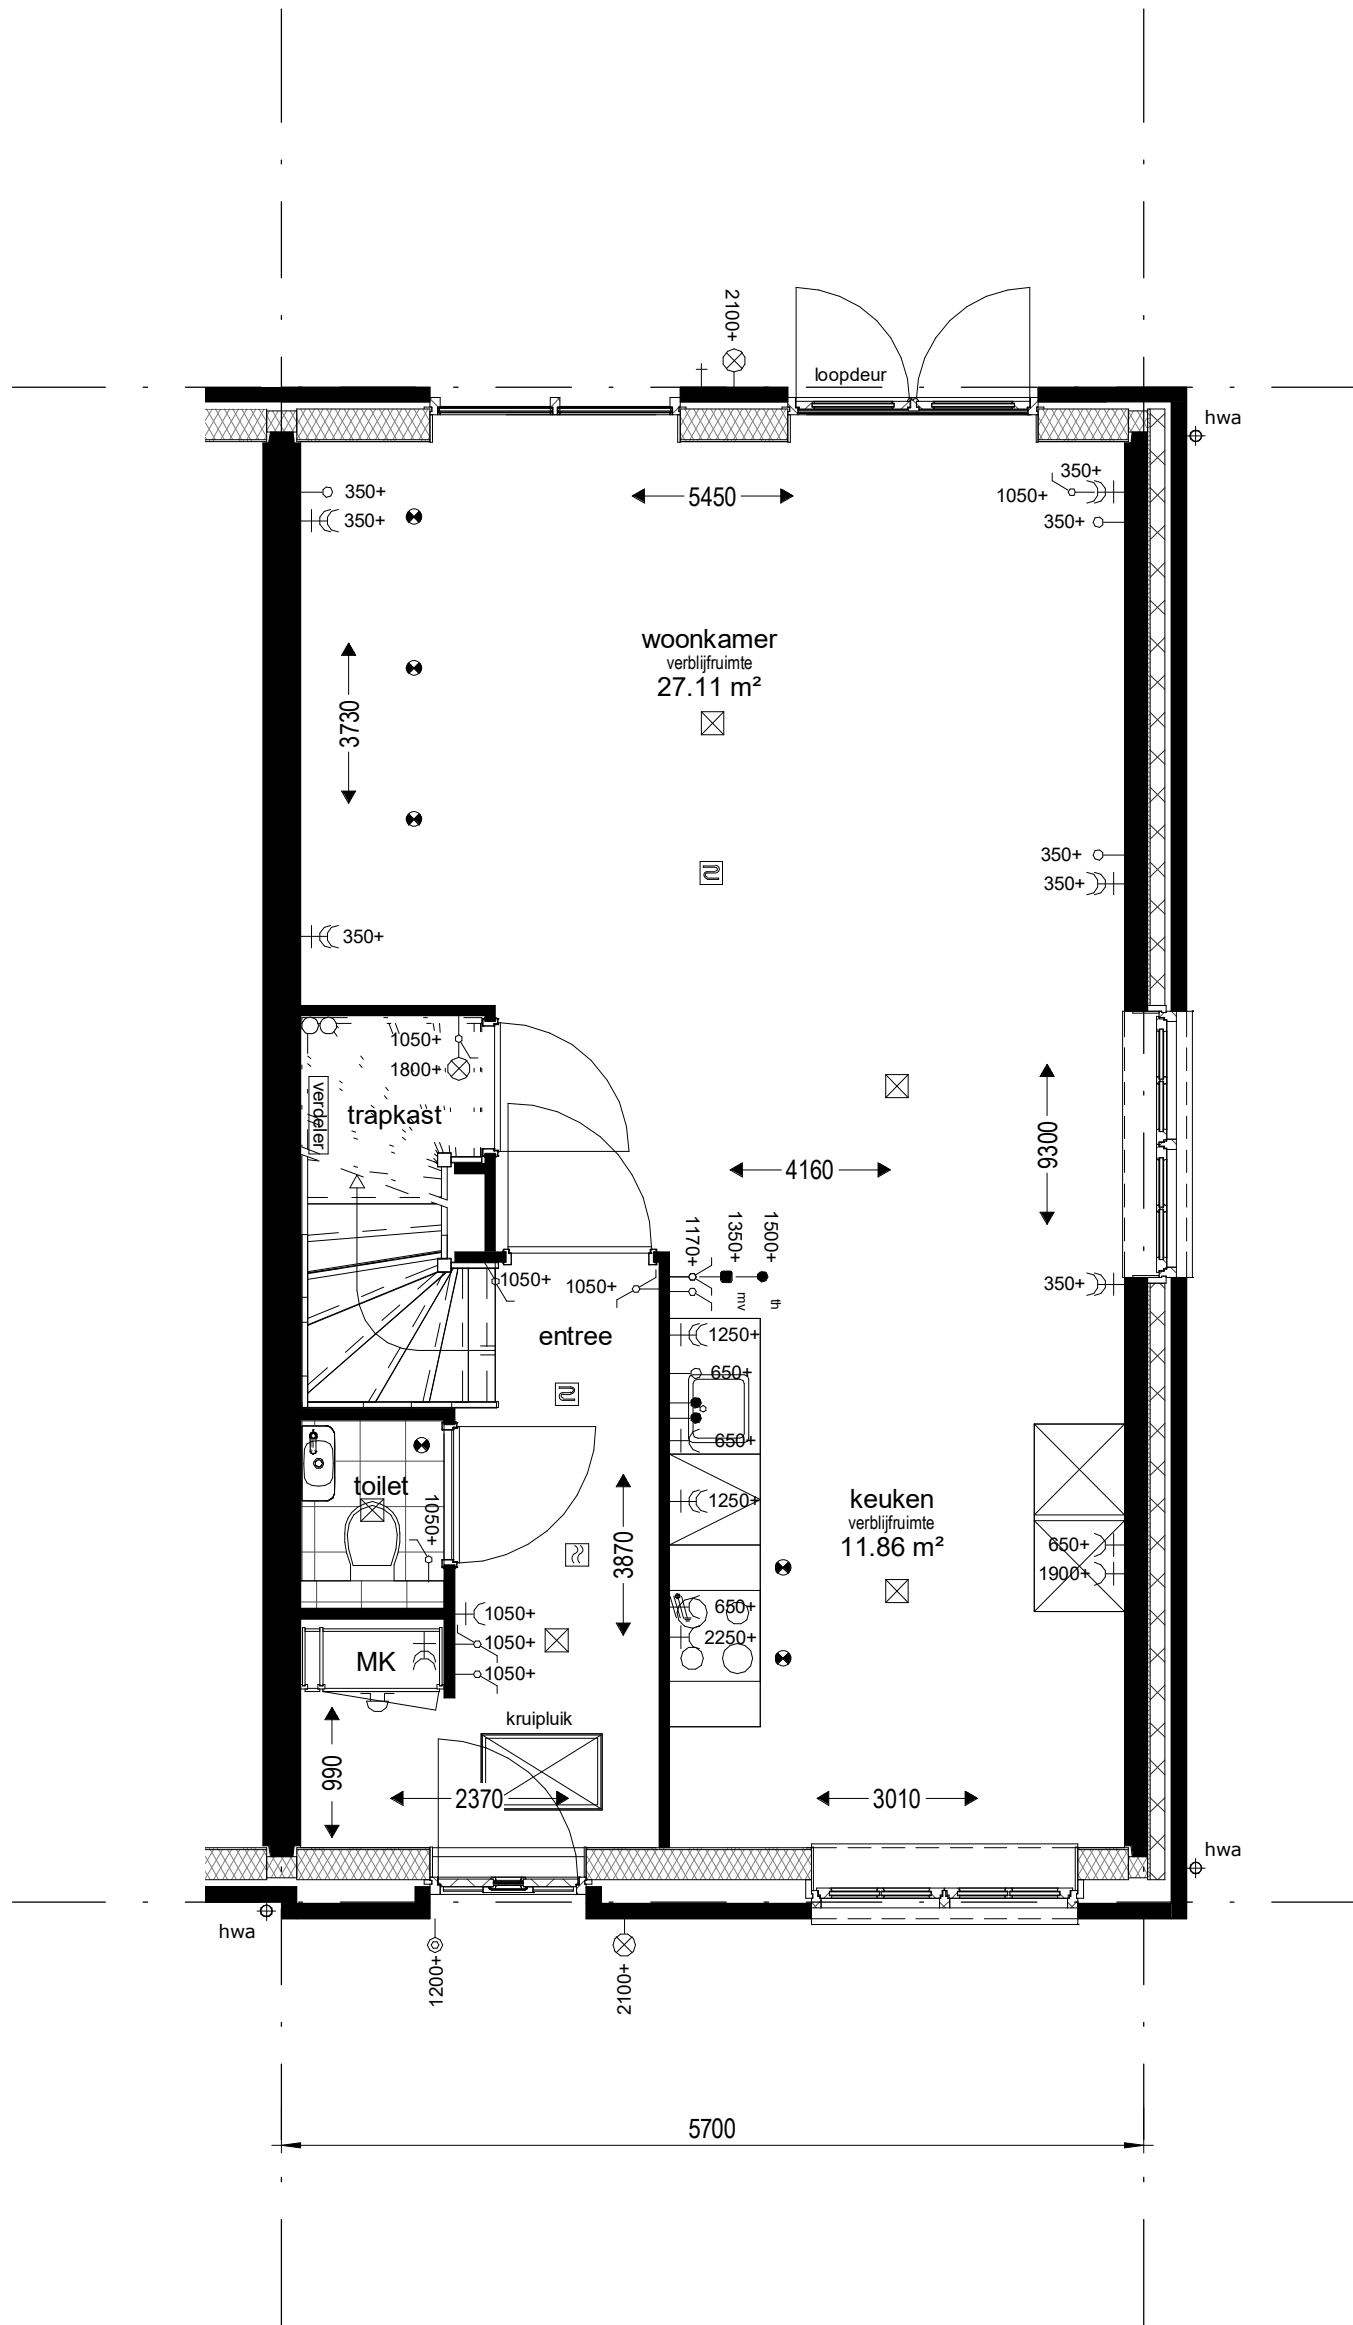 2100+
loopdeur
hwa
350+
350+
5450
350+
1050+
350+
woonkamer
verblijfruimte
27.11 m²
3730
350+
350+
350+
1050+
1800+
verdeler
trapkast
4160
9300
1170+
1350+
1500+
mv
th
1050+
1050+
350+
entree
1250+
650+
650+
toilet
1050+
1250+
keuken
verblijfruimte
11.86 m²
3870
650+
1900+
650+
2250+
1050+
1050+
1050+
MK
kruipluik
990
2370
3010
hwa
hwa
1200+
2100+
5700